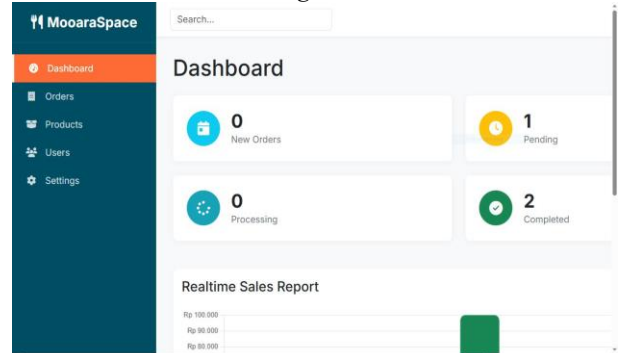 MooaraSpace
Search...
Dashboard
Orders
Products
Users
Settings
Dashboard
0
New Orders
1
Pending
0
Processing
2
Completed
Realtime Sales Report
Rp 100.000
Rp 90.000
Rp 80.000